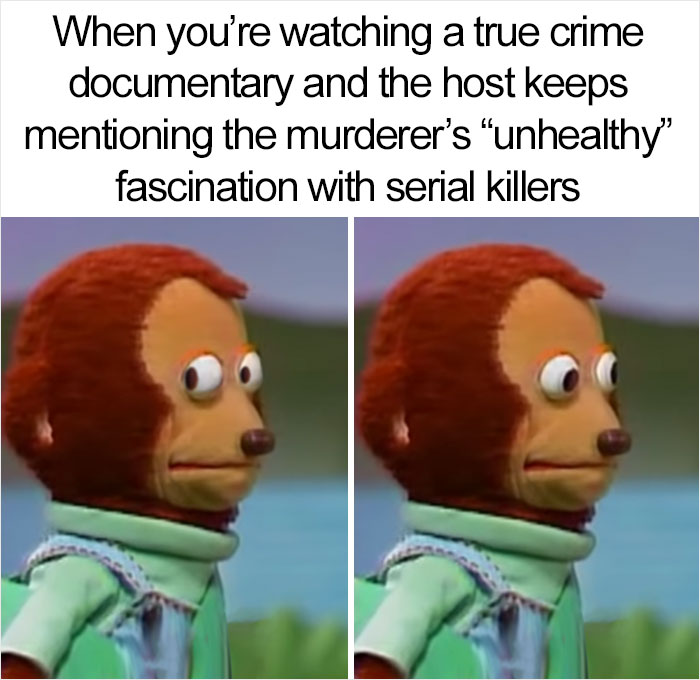 When you’re watching a true crime
documentary and the host keeps
mentioning the murderer’s “unhealthy”
fascination with serial killers